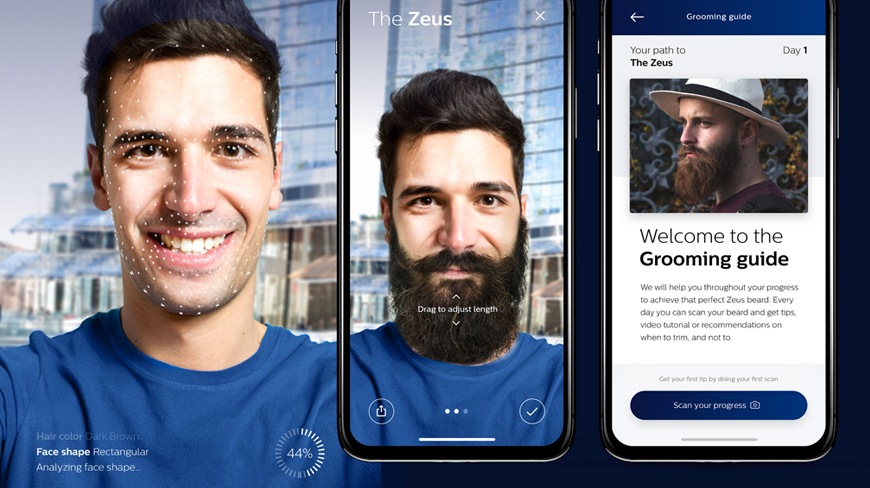 Hair color Dark Brown
Face shape Rectangular
Analyzing face shape...
44%
The Zeus
Drag to adjust length
Grooming guide
Your path to
The Zeus
Day 1
Welcome to the
Grooming guide
We will help you throughout your progress
to achieve that perfect Zeus beard. Every
day you can scan your beard and get tips,
video tutorial or recommendations on
when to trim, and not to.
Get your first tip by doing your first scan
Scan your progress